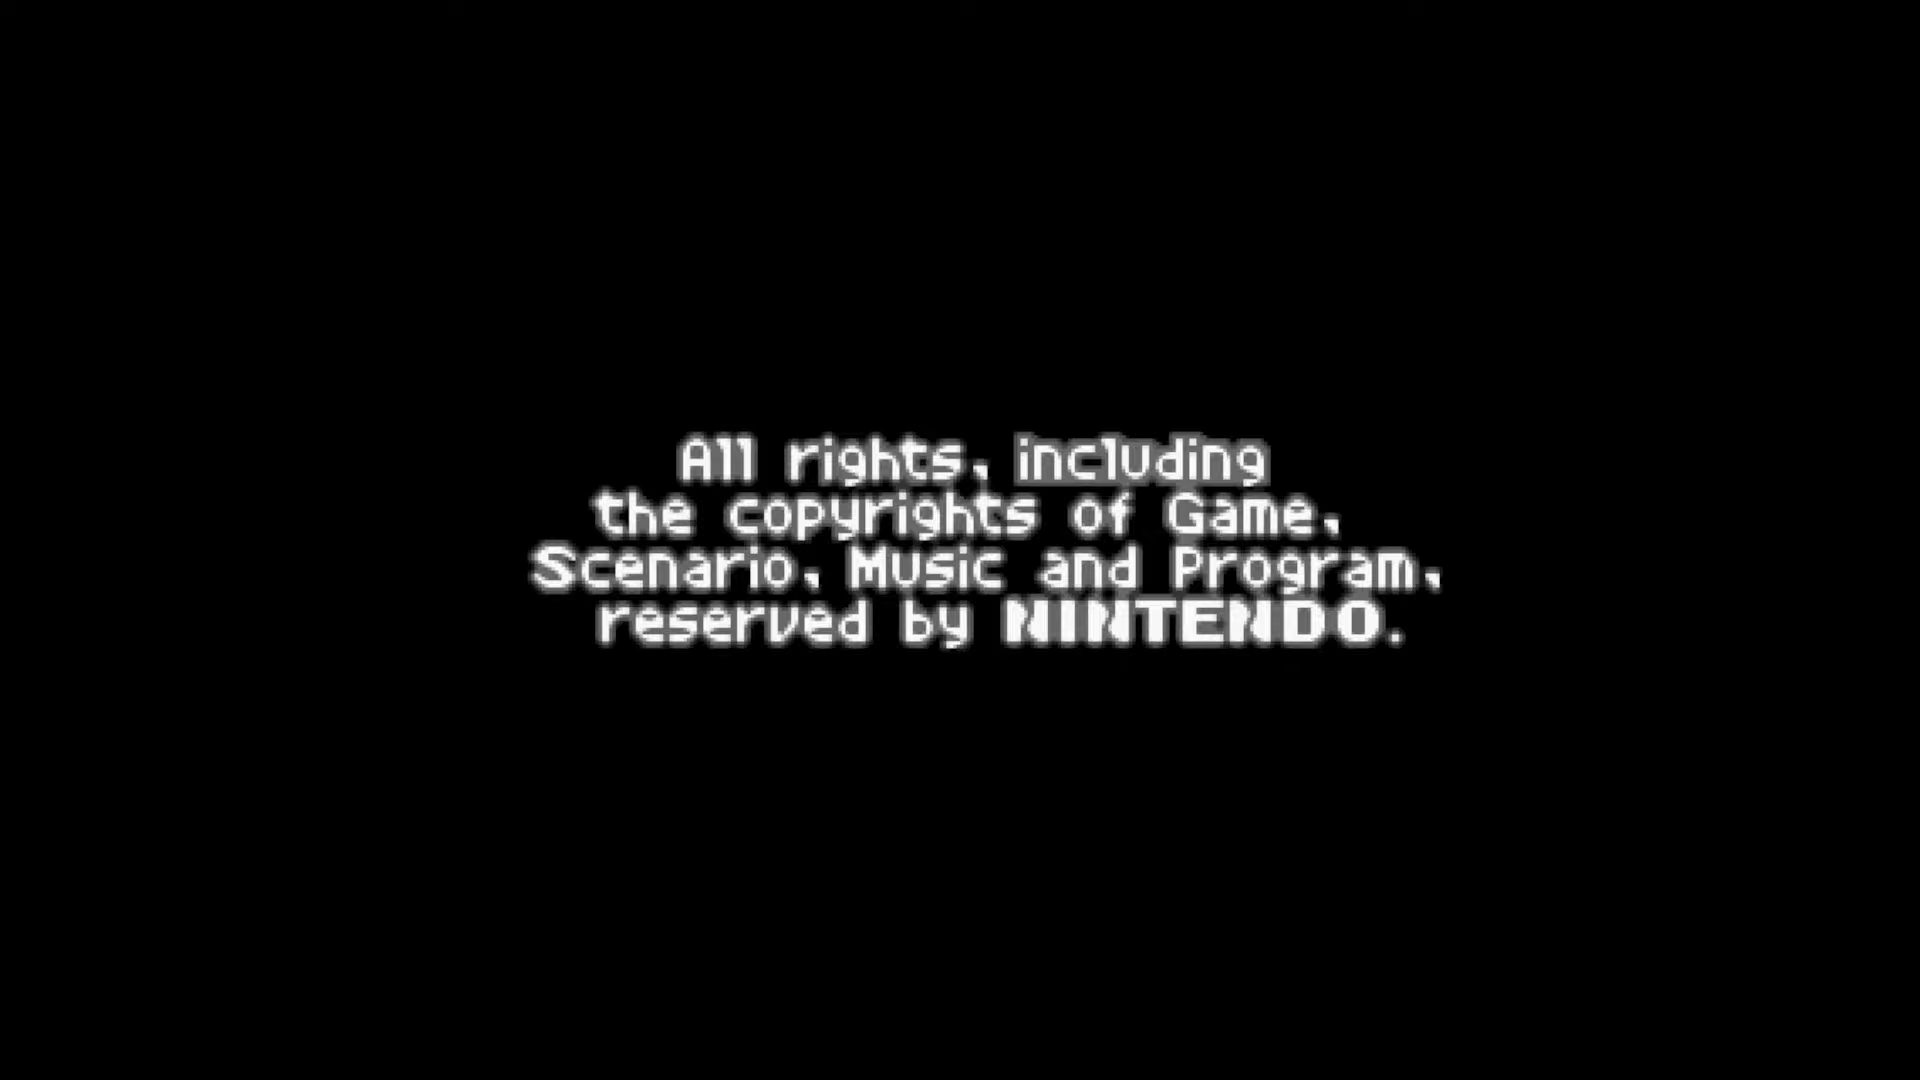 All rights, including
the copyrights of Game,
Scenario, Music and Program,
reserved by NINTENDO.